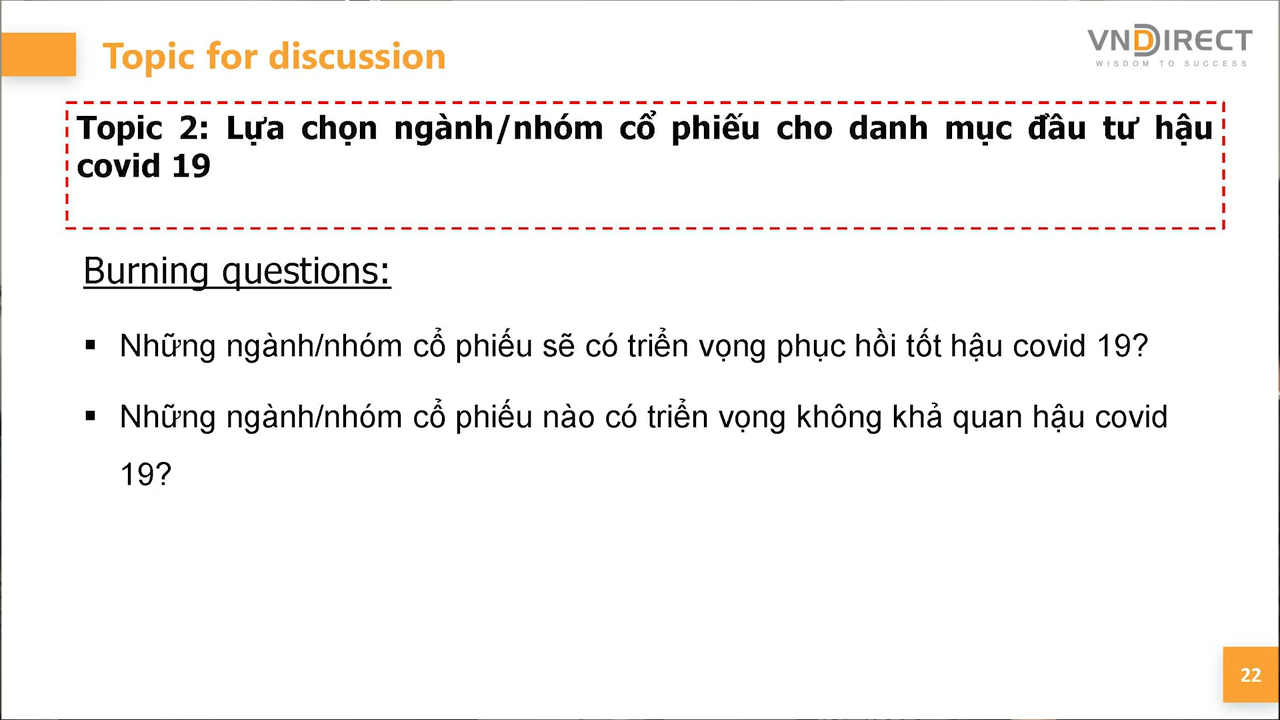 Topic for discussion
VNDIRECT
WISDOM TO SUCCESS
Topic 2: Lựa chọn ngành/nhóm cổ phiếu cho danh mục đầu tư hậu
covid 19
Burning questions:
▪ Những ngành/nhóm cổ phiếu sẽ có triển vọng phục hồi tốt hậu covid 19?
▪ Những ngành/nhóm cổ phiếu nào có triển vọng không khả quan hậu covid
19?
22